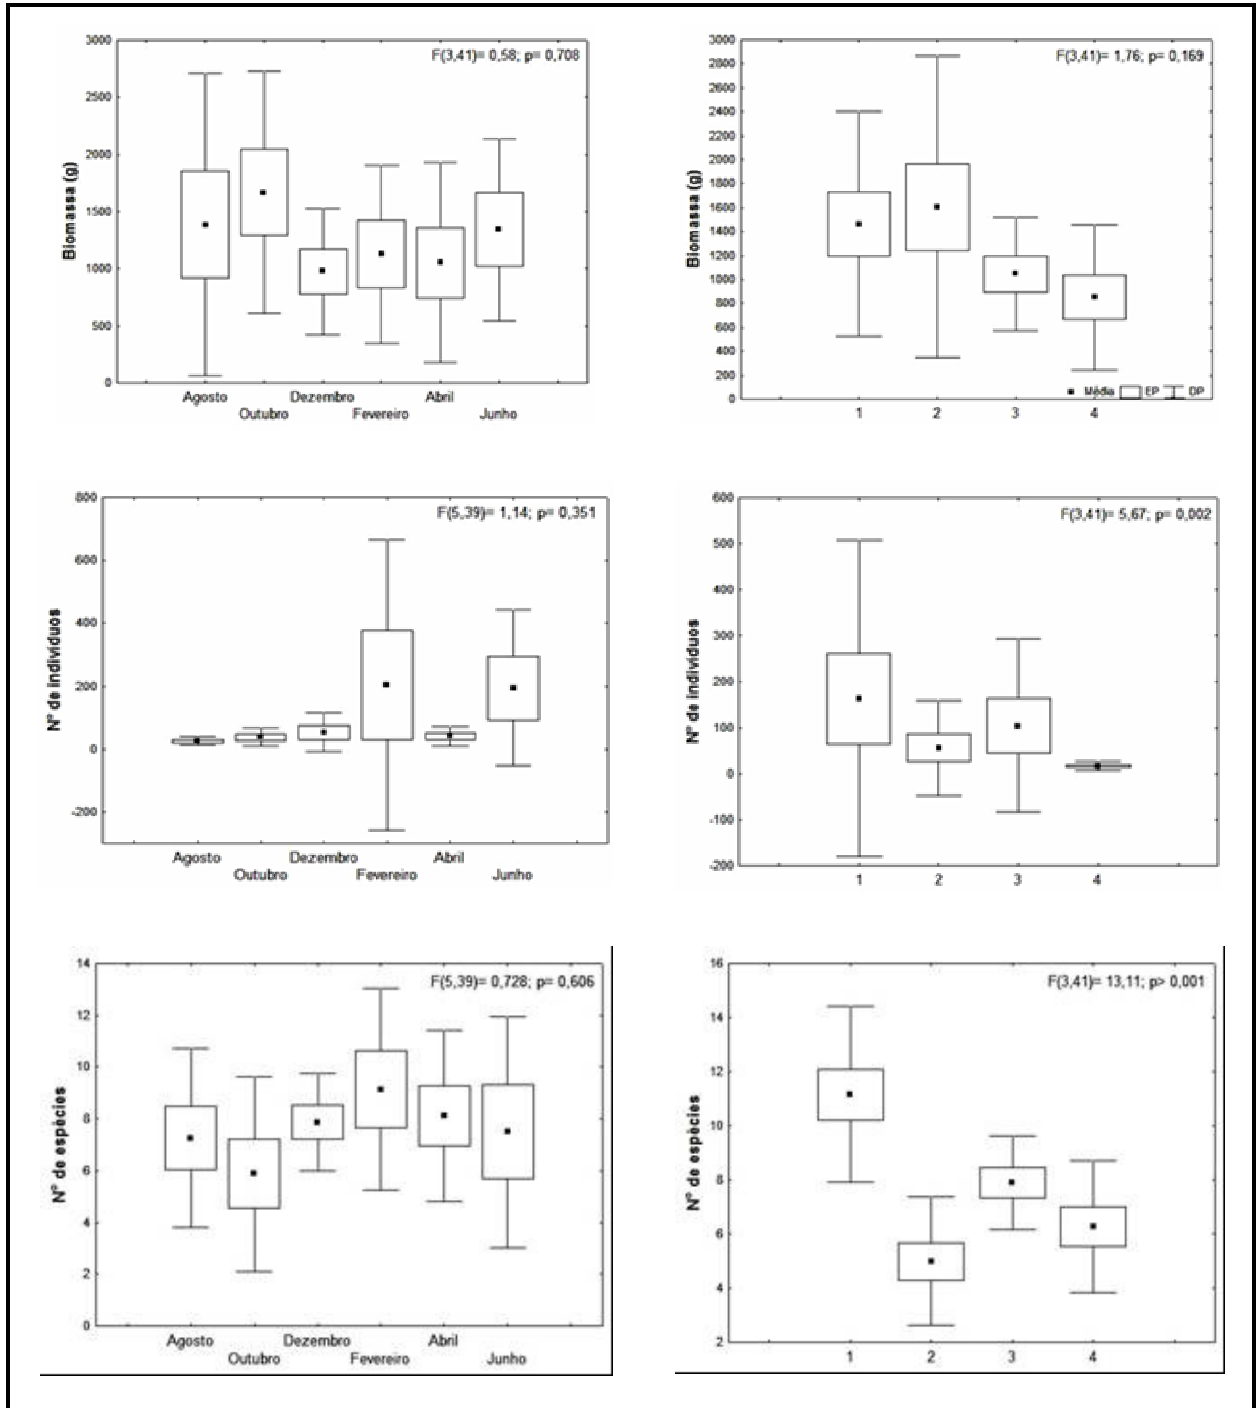 F(3,41)= 0,58; p= 0,708
Biomassa (g)
3000
2500
2000
1500
1000
500
0
Agosto Dezembro Abril
Outubro Fevereiro Junho
F(3,41)= 1,76; p= 0,169
Biomassa (g)
3000
2800
2600
2400
2200
2000
1800
1600
1400
1200
1000
800
600
400
200
0
Média EP DP
1 2 3 4
F(5,39)= 1,14; p= 0,351
Nº de indivíduos
800
600
400
200
0
-200
Agosto Dezembro Abril
Outubro Fevereiro Junho
F(3,41)= 5,67; p= 0,002
Nº de indivíduos
600
500
400
300
200
100
0
-100
-200
1 2 3 4
F(5,39)= 0,728; p= 0,606
Nº de espècies
14
12
10
8
6
4
2
0
Agosto Dezembro Abril
Outubro Fevereiro Junho
F(3,41)= 13,11; p> 0,001
Nº de espècies
16
14
12
10
8
6
4
2
1 2 3 4